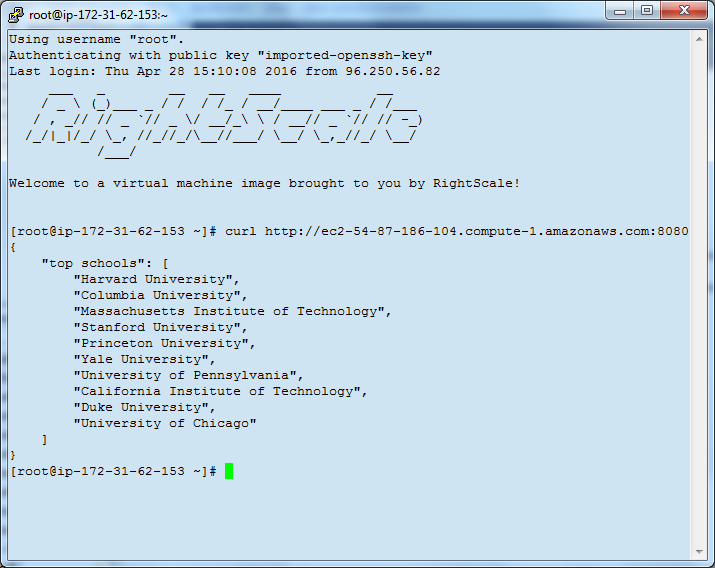 root@ip-172-31-62-153:~
Using username "root".
Authenticating with public key "imported-openssh-key"
Last login: Thu Apr 28 15:10:08 2016 from 96.250.56.82
RightScale
Welcome to a virtual machine image brought to you by RightScale!
[root@ip-172-31-62-153 ~]# curl http://ec2-54-87-186-104.compute-1.amazonaws.com:8080
{
    "top schools": [
        "Harvard University",
        "Columbia University",
        "Massachusetts Institute of Technology",
        "Stanford University",
        "Princeton University",
        "Yale University",
        "University of Pennsylvania",
        "California Institute of Technology",
        "Duke University",
        "University of Chicago"
    ]
}
[root@ip-172-31-62-153 ~]#